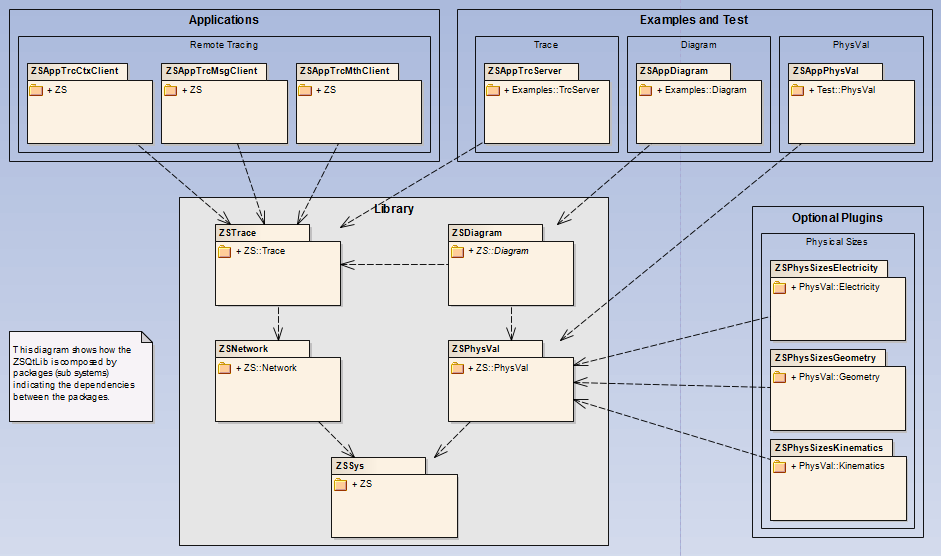 Applications
Remote Tracing
ZSAppTrcCtxClient
+ ZS
ZSAppTrcMsgClient
+ ZS
ZSAppTrcMthClient
+ ZS
Examples and Test
Trace
ZSAppTrcServer
+ Examples::TrcServer
Diagram
ZSAppDiagram
+ Examples::Diagram
PhysVal
ZSAppPhysVal
+ Test::PhysVal
Library
ZSTrace
+ ZS::Trace
ZSDiagram
+ ZS::Diagram
ZSNetwork
+ ZS::Network
ZSPhysVal
+ ZS::PhysVal
ZSSys
+ ZS
Optional Plugins
Physical Sizes
ZSPhysSizesElectricity
+ PhysVal::Electricity
ZSPhysSizesGeometry
+ PhysVal::Geometry
ZSPhysSizesKinematics
+ PhysVal::Kinematics
This diagram shows how the
ZSQtLib is composed by
packages (sub systems)
indicating the dependencies
between the packages.